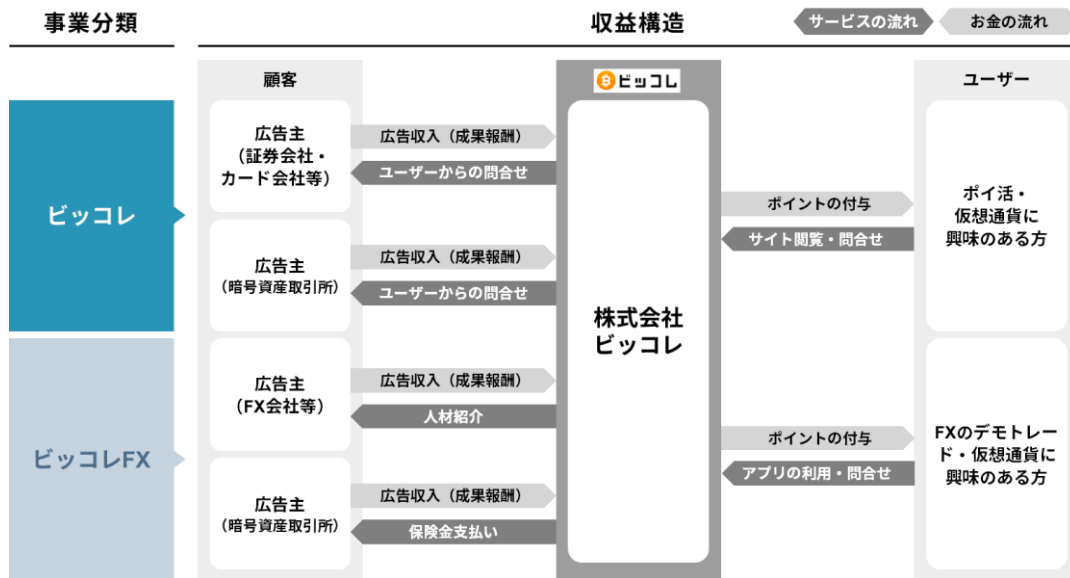 事業分類
収益構造
サービスの流れ
お金の流れ
顧客
ビッコレ
ユーザー
ビッコレ
広告主
(証券会社・
カード会社等)
広告収入(成果報酬)
ユーザーからの問合せ
広告主
(暗号資産取引所)
広告収入(成果報酬)
ユーザーからの問合せ
株式会社
ビッコレ
ポイントの付与
サイト閲覧・問合せ
ポイ活・
仮想通貨に
興味のある方
ビッコレFX
広告主
(FX会社等)
広告収入(成果報酬)
人材紹介
広告主
(暗号資産取引所)
広告収入(成果報酬)
保険金支払い
ポイントの付与
アプリの利用・問合せ
FXのデモトレー
ド・仮想通貨に
興味のある方